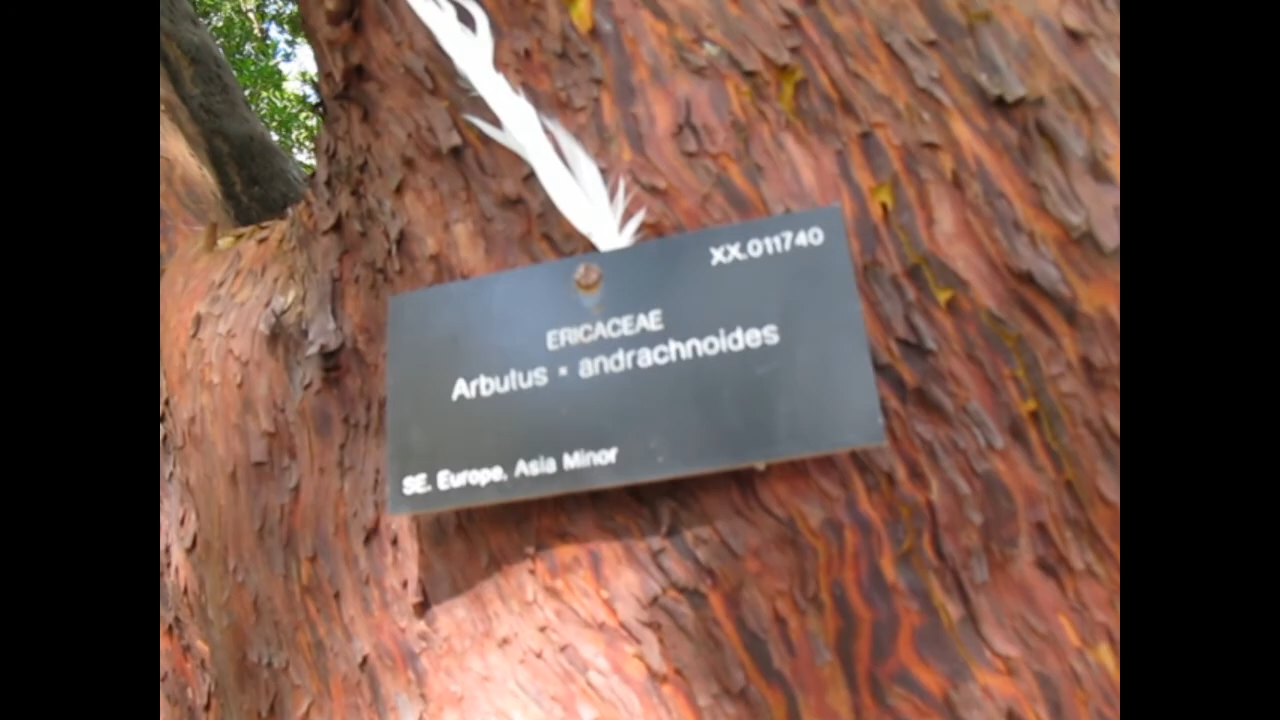 XX.011740
ERICACEAE
Arbutus × andrachnoides
SE. Europe, Asia Minor